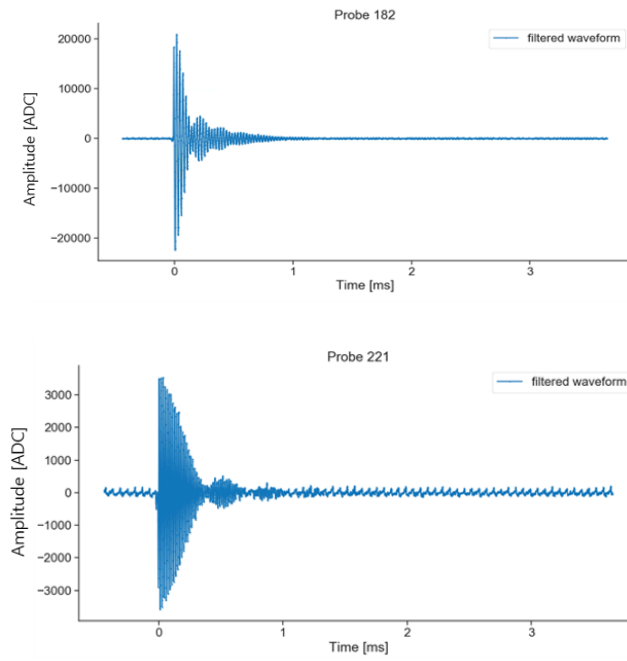 Probe 182
filtered waveform
20000
10000
0
−10000
−20000
Amplitude [ADC]
0 1 2 3
Time [ms]
Probe 221
filtered waveform
3000
2000
1000
0
−1000
−2000
−3000
Amplitude [ADC]
0 1 2 3
Time [ms]